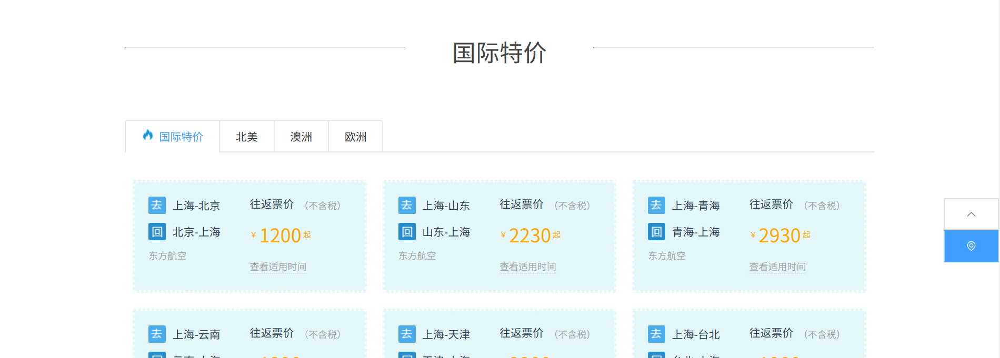 国际特价
国际特价 北美 澳洲 欧洲
去 上海-北京 往返票价 (不含税)
回 北京-上海 ¥ 1200 起
东方航空
查看适用时间
去 上海-山东 往返票价 (不含税)
回 山东-上海 ¥ 2230 起
东方航空
查看适用时间
去 上海-青海 往返票价 (不含税)
回 青海-上海 ¥ 2930 起
东方航空
查看适用时间
去 上海-云南 往返票价 (不含税)
去 上海-天津 往返票价 (不含税)
去 上海-台北 往返票价 (不含税)